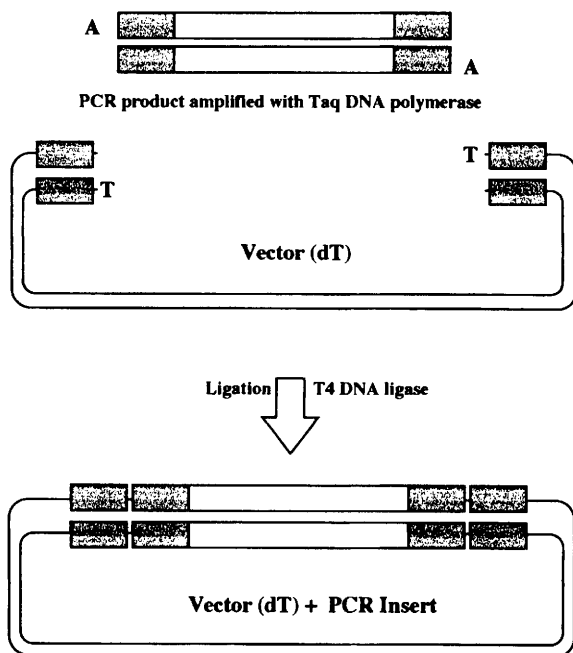 A
A
PCR product amplified with Taq DNA polymerase
T
T
Vector (dT)
Ligation T4 DNA ligase
Vector (dT) + PCR Insert